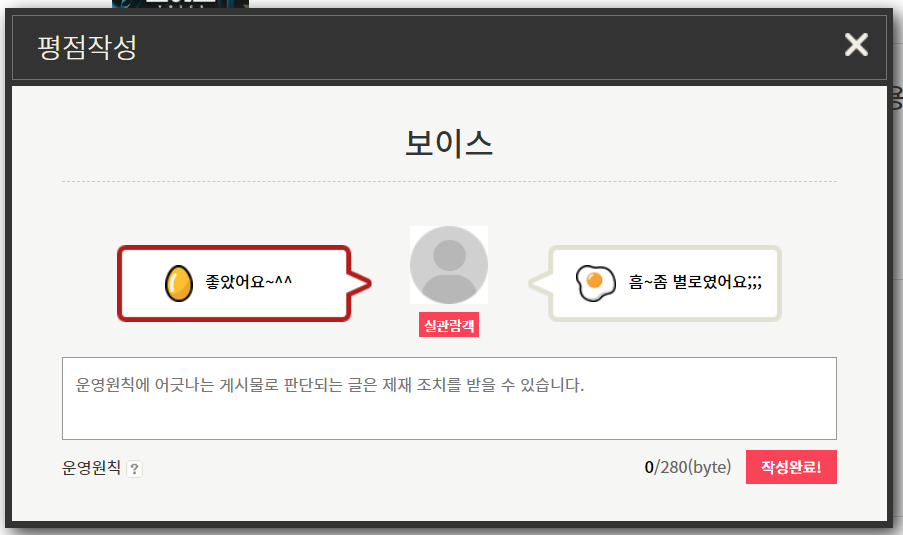 평점작성
보이스
좋았어요~^^
흠~좀 별로였어요;;;
실관람객
운영원칙에 어긋나는 게시물로 판단되는 글은 제재 조치를 받을 수 있습니다.
운영원칙 ?
0/280(byte)
작성완료!